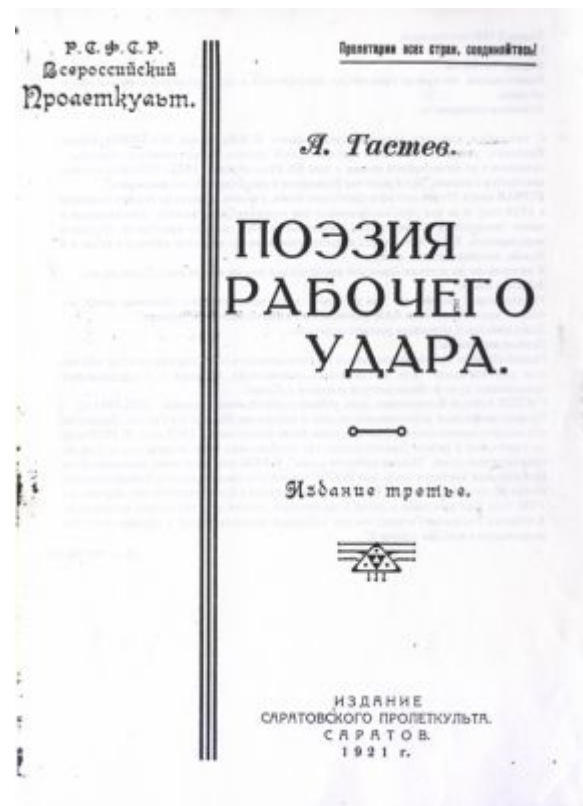 Р. С. Ф. С. Р.
Всероссийский
Пролеткульт.
Пролетарии всех стран, соединяйтесь!
А. Гастев.
ПОЭЗИЯ
РАБОЧЕГО
УДАРА.
Издание третье.
ИЗДАНИЕ
САРАТОВСКОГО ПРОЛЕТКУЛЬТА.
САРАТОВ.
1921 г.